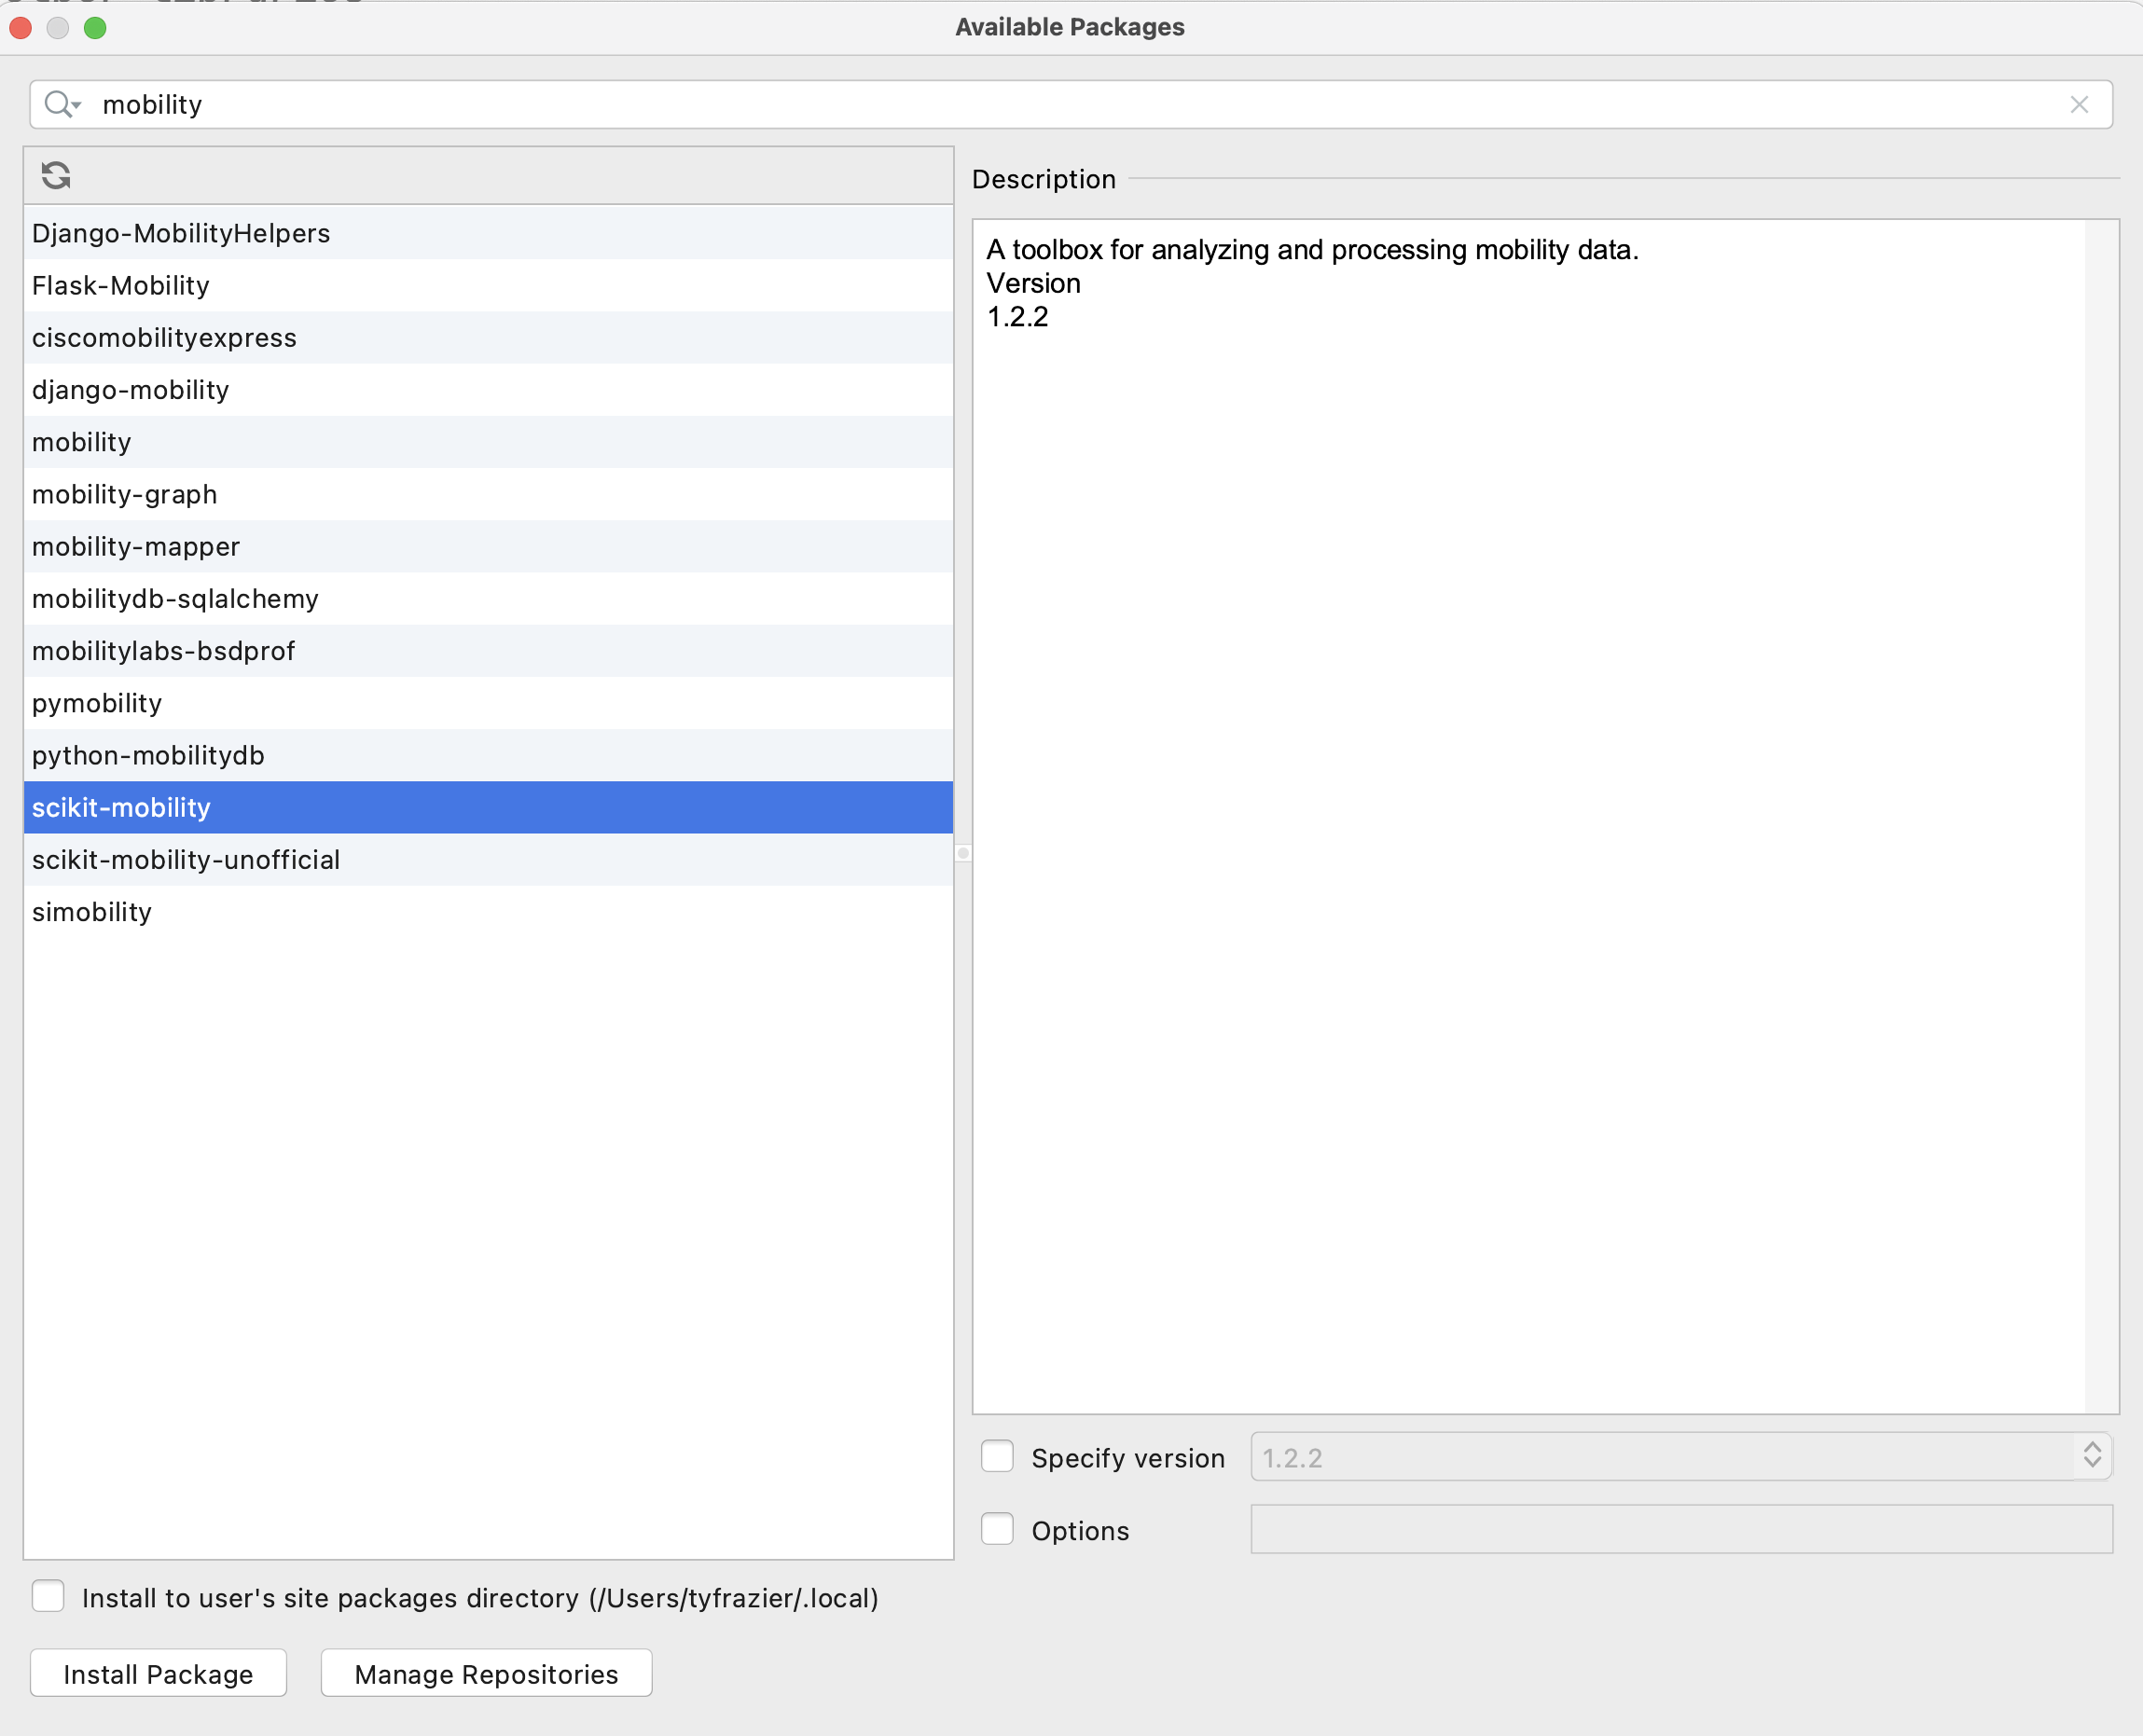 Available Packages
mobility
Description
Django-MobilityHelpers
Flask-Mobility
ciscomobilityexpress
django-mobility
mobility
mobility-graph
mobility-mapper
mobilitydb-sqlalchemy
mobilitylabs-bsdprof
pymobility
python-mobilitydb
scikit-mobility
scikit-mobility-unofficial
simobility
A toolbox for analyzing and processing mobility data.
Version
1.2.2
Specify version 1.2.2
Options
Install to user's site packages directory (/Users/tyfrazier/.local)
Install Package Manage Repositories